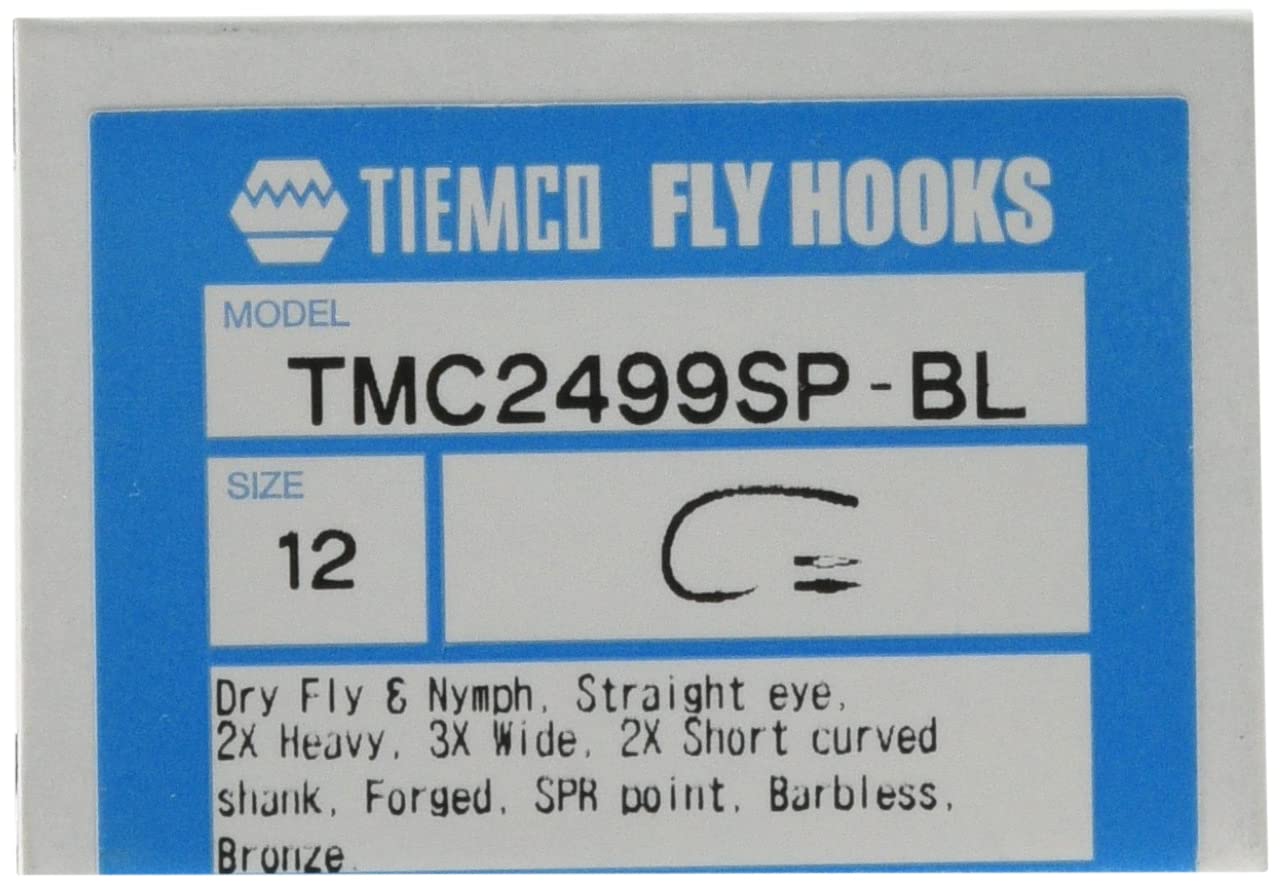 TIEMCO FLY HOOKS
MODEL
TMC2499SP-BL
SIZE
12
Dry Fly & Nymph, Straight eye,
2X Heavy, 3X Wide, 2X Short curved
shank, Forged, SPR point, Barbless,
Bronze.